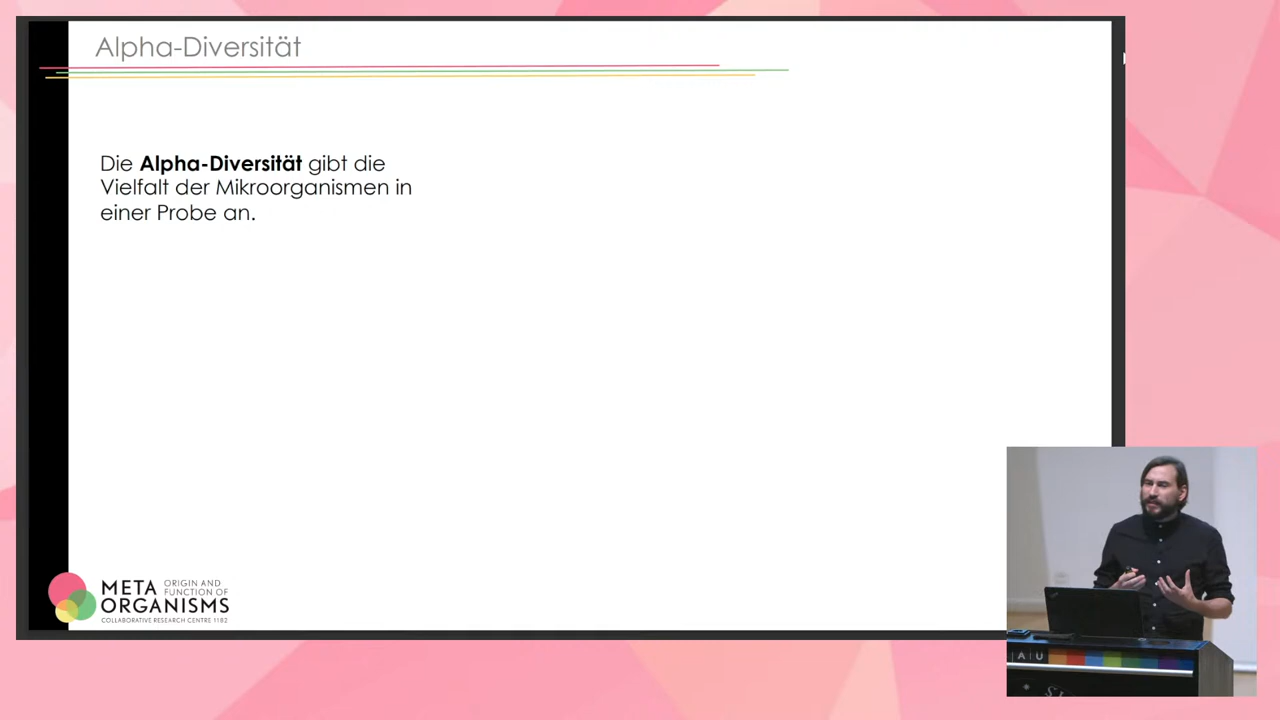 Alpha-Diversität
Die Alpha-Diversität gibt die
Vielfalt der Mikroorganismen in
einer Probe an.
META
ORGANISMS
ORIGIN AND
FUNCTION OF
COLLABORATIVE RESEARCH CENTRE 1182
|A|U